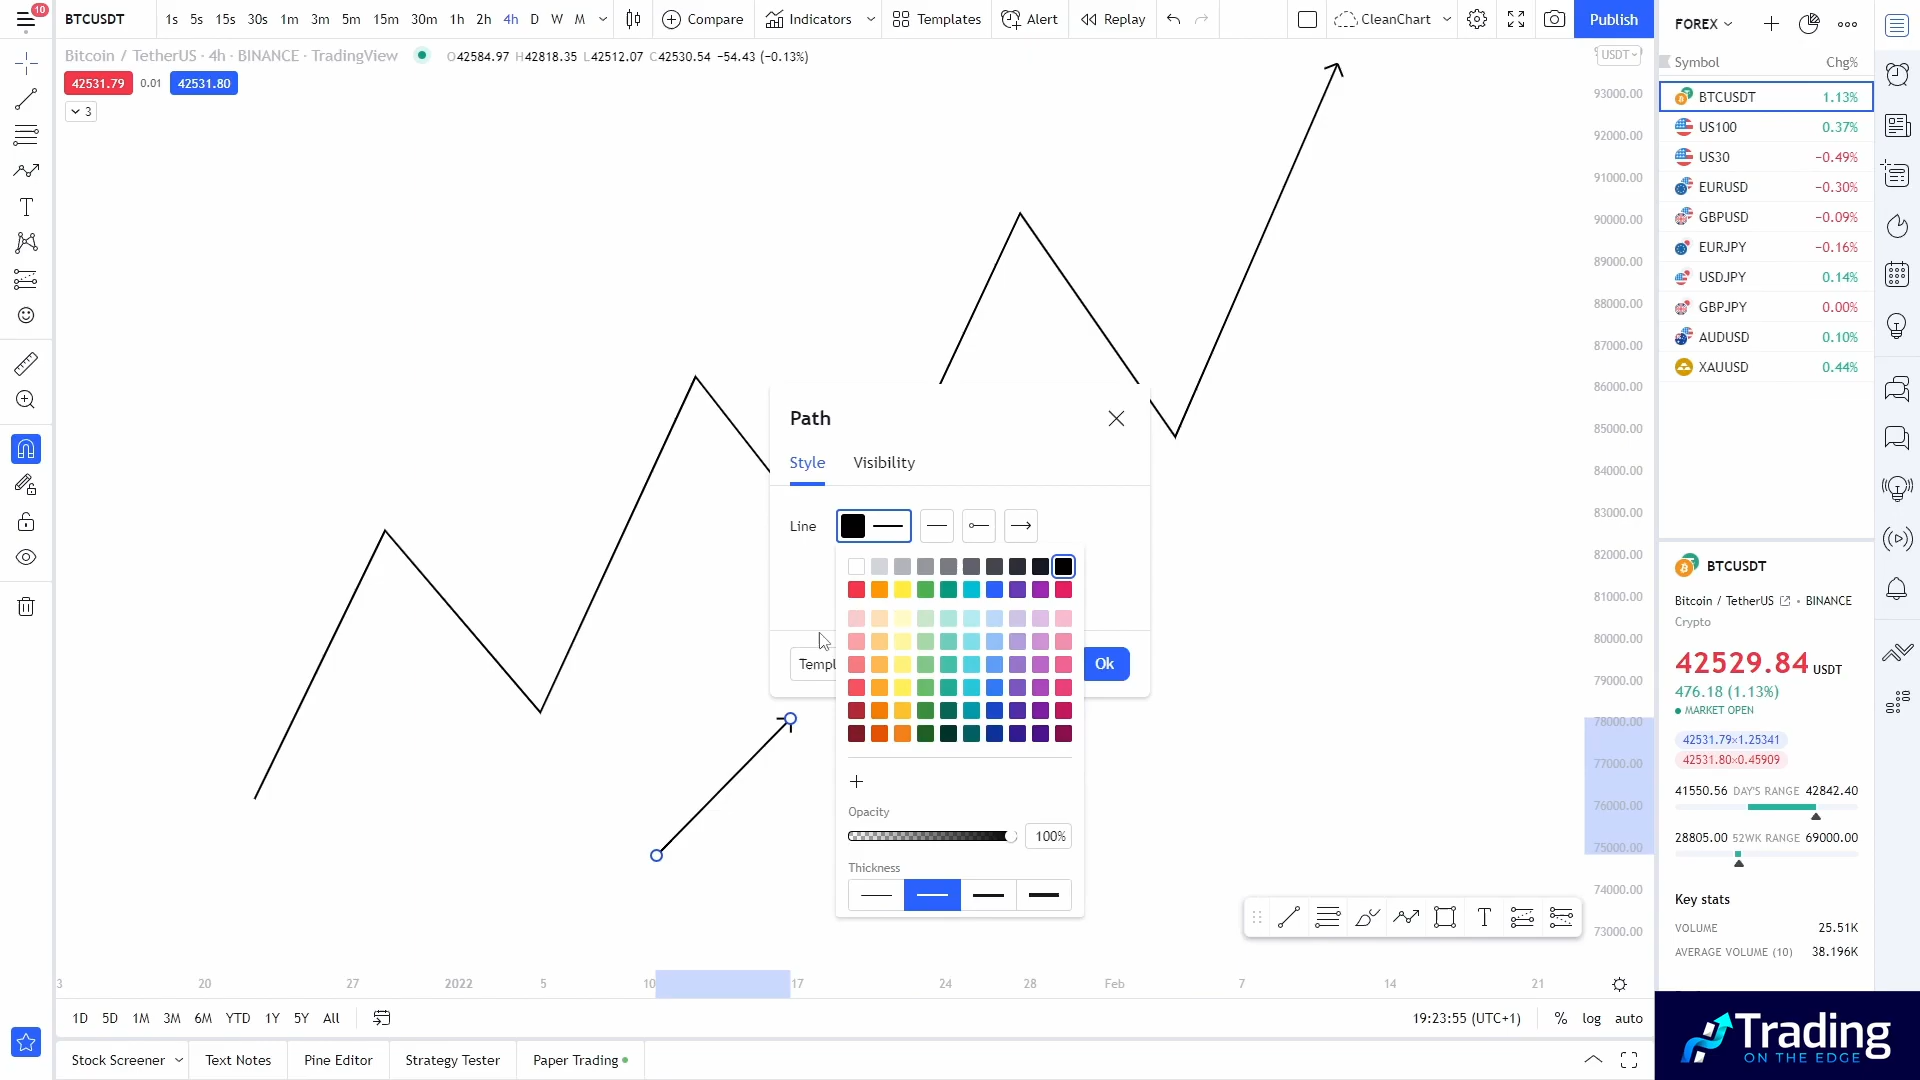 10
BTCUSDT 1s 5s 15s 30s 1m 3m 5m 15m 30m 1h 2h 4h D W M Compare Indicators Templates Alert Replay CleanChart Publish
Bitcoin / TetherUS · 4h · BINANCE · TradingView O42584.97 H42818.35 L42512.07 C42530.54 −54.43 (−0.13%)
42531.79 0.01 42531.80
3
USDT
93000.00
92000.00
91000.00
90000.00
89000.00
88000.00
87000.00
86000.00
85000.00
84000.00
83000.00
82000.00
81000.00
80000.00
79000.00
78000.00
77000.00
76000.00
75000.00
74000.00
73000.00
Path
Style Visibility
Line
Templ
Ok
Opacity
100%
Thickness
3 20 27 2022 5 10 17 24 28 Feb 7 14 21
1D 5D 1M 3M 6M YTD 1Y 5Y All 19:23:55 (UTC+1) % log auto
Stock Screener Text Notes Pine Editor Strategy Tester Paper Trading
FOREX
Symbol Chg%
BTCUSDT 1.13%
US100 0.37%
US30 −0.49%
EURUSD −0.30%
GBPUSD −0.09%
EURJPY −0.16%
USDJPY 0.14%
GBPJPY 0.00%
AUDUSD 0.10%
XAUUSD 0.44%
BTCUSDT
Bitcoin / TetherUS • BINANCE
Crypto
42529.84 USDT
476.18 (1.13%)
MARKET OPEN
42531.79×1.25341
42531.80×0.45909
41550.56 DAY'S RANGE 42842.40
28805.00 52WK RANGE 69000.00
Key stats
VOLUME 25.51K
AVERAGE VOLUME (10) 38.196K
Trading
ON THE EDGE